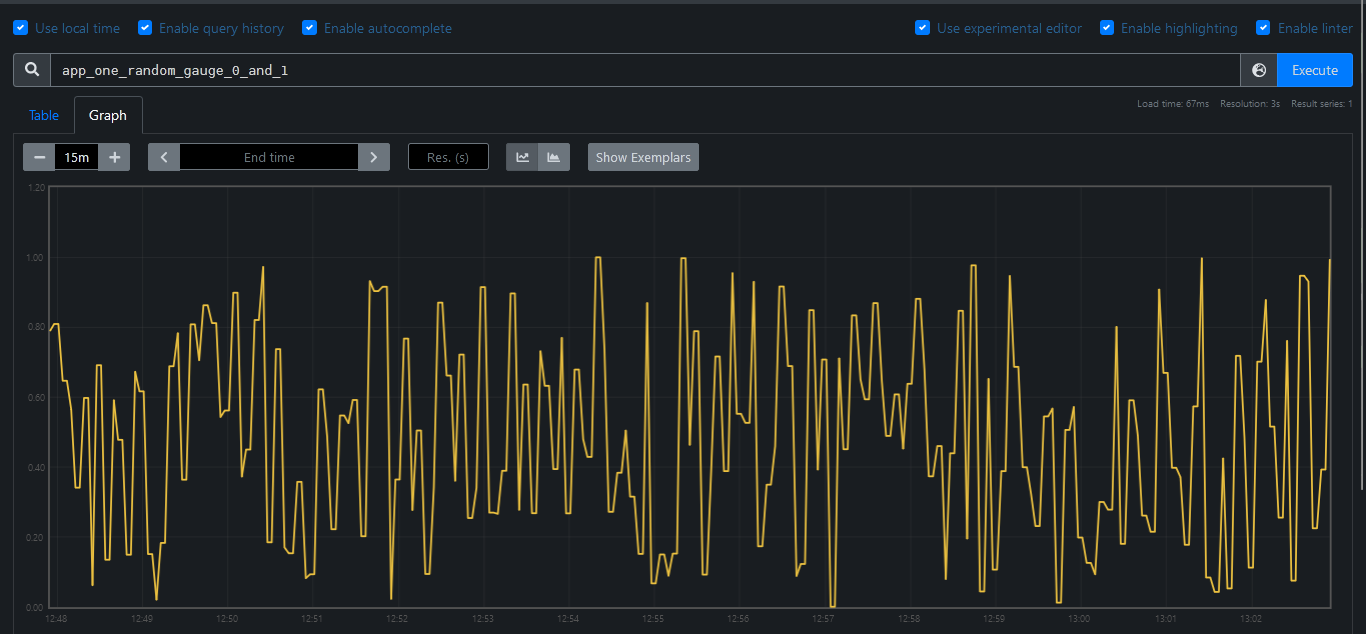 Use local time Enable query history Enable autocomplete Use experimental editor Enable highlighting Enable linter
app_one_random_gauge_0_and_1 Execute
Load time: 67ms Resolution: 3s Result series: 1
Table Graph
− 15m + End time Res. (s) Show Exemplars
1.20
1.00
0.80
0.60
0.40
0.20
0.00
12:48 12:49 12:50 12:51 12:52 12:53 12:54 12:55 12:56 12:57 12:58 12:59 13:00 13:01 13:02